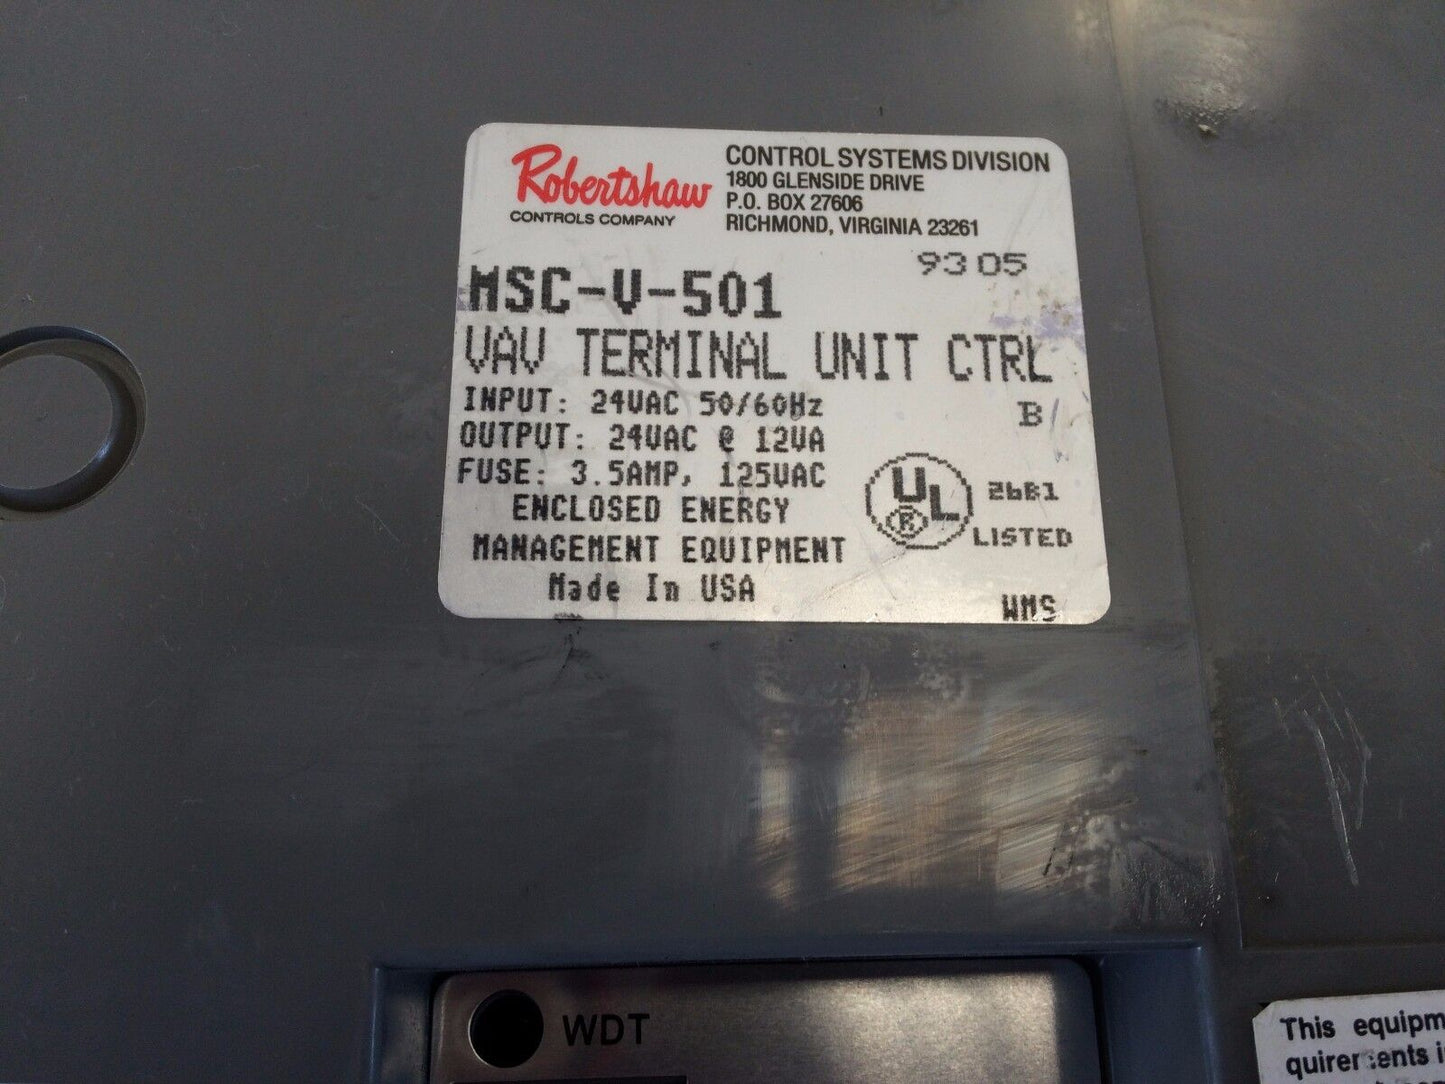 Robertshaw
CONTROLS COMPANY
CONTROL SYSTEMS DIVISION
1800 GLENSIDE DRIVE
P.O. BOX 27606
RICHMOND, VIRGINIA 23261
9305
MSC-V-501
VAV TERMINAL UNIT CTRL
INPUT: 24VAC 50/60Hz
B
OUTPUT: 24VAC @ 12VA
FUSE: 3.5AMP, 125VAC
ENCLOSED ENERGY
MANAGEMENT EQUIPMENT
Made In USA
UL
®
26B1
LISTED
WMS
WDT
This equipm
quirements i